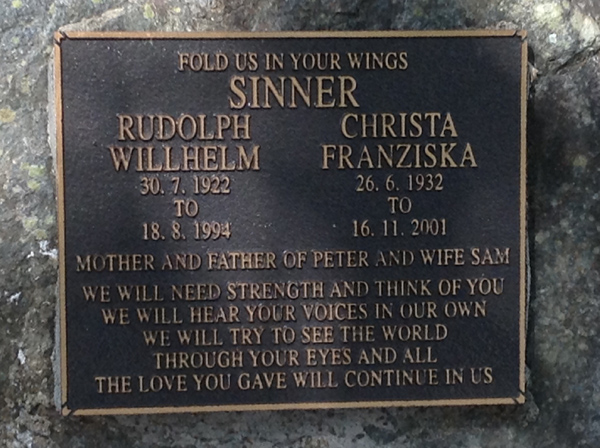 FOLD US IN YOUR WINGS
SINNER
RUDOLPH CHRISTA
WILLHELM FRANZISKA
30. 7. 1922 26. 6. 1932
TO TO
18. 8. 1994 16. 11. 2001
MOTHER AND FATHER OF PETER AND WIFE SAM
WE WILL NEED STRENGTH AND THINK OF YOU
WE WILL HEAR YOUR VOICES IN OUR OWN
WE WILL TRY TO SEE THE WORLD
THROUGH YOUR EYES AND ALL
THE LOVE YOU GAVE WILL CONTINUE IN US